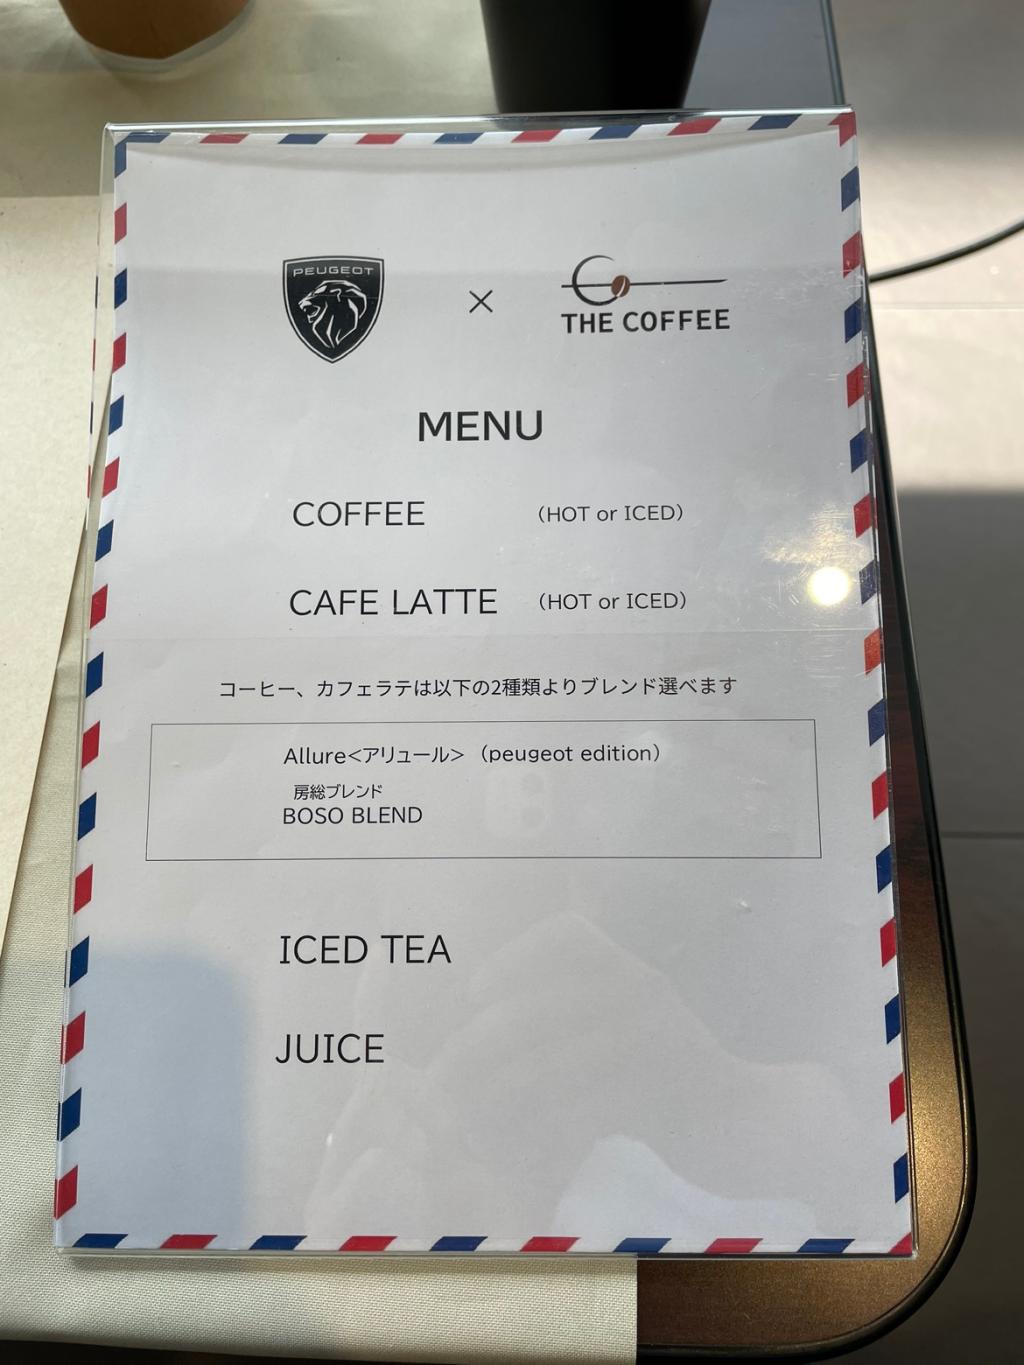 PEUGEOT
×
THE COFFEE
MENU
COFFEE (HOT or ICED)
CAFE LATTE (HOT or ICED)
コーヒー、カフェラテは以下の2種類よりブレンド選べます
Allure<アリュール> (peugeot edition)
房総ブレンド
BOSO BLEND
ICED TEA
JUICE